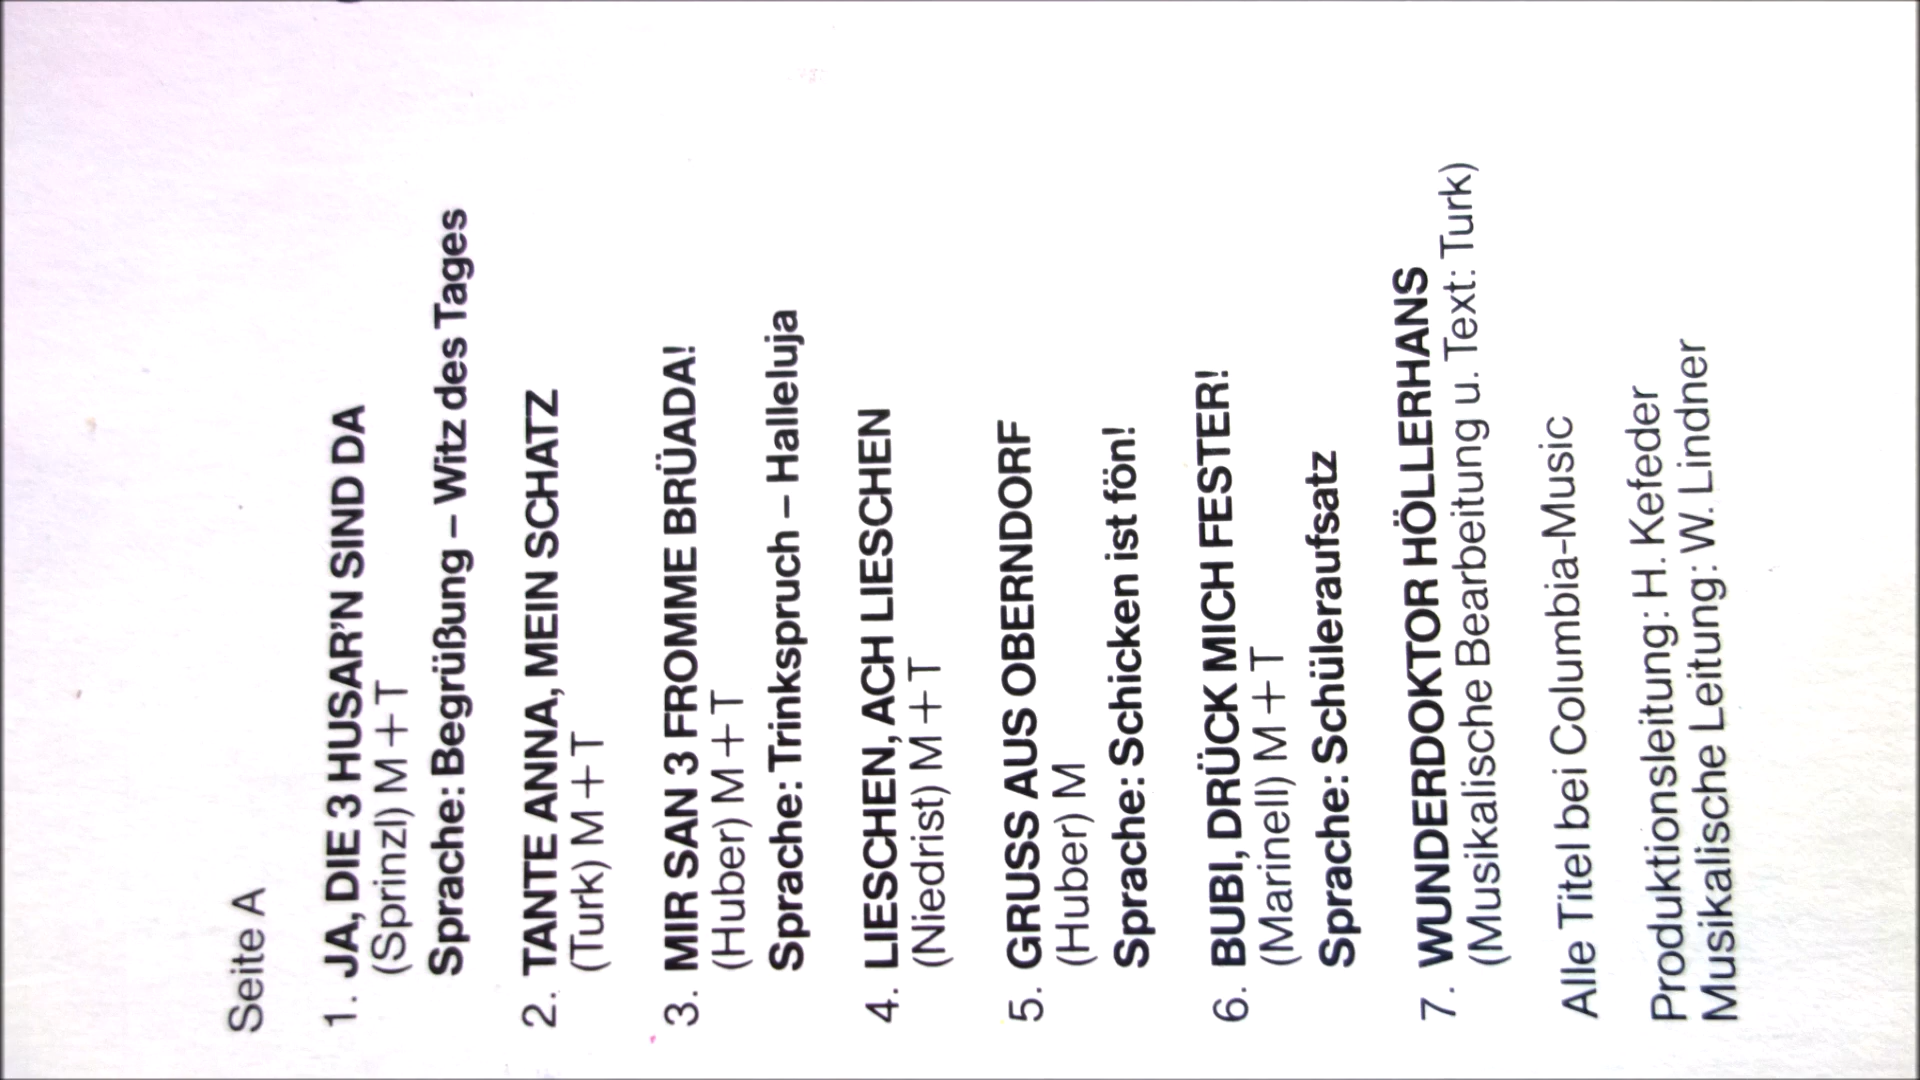 Seite A
1. JA, DIE 3 HUSAR'N SIND DA
(Sprinzl) M + T
Sprache: Begrüßung – Witz des Tages
2. TANTE ANNA, MEIN SCHATZ
(Turk) M + T
3. MIR SAN 3 FROMME BRÜADA!
(Huber) M + T
Sprache: Trinkspruch – Halleluja
4. LIESCHEN, ACH LIESCHEN
(Niedrist) M + T
5. GRUSS AUS OBERNDORF
(Huber) M
Sprache: Schicken ist fön!
6. BUBI, DRÜCK MICH FESTER!
(Marinell) M + T
Sprache: Schüleraufsatz
7. WUNDERDOKTOR HÖLLERHANS
(Musikalische Bearbeitung u. Text: Turk)
Alle Titel bei Columbia-Music
Produktionsleitung: H. Kefeder
Musikalische Leitung: W. Lindner